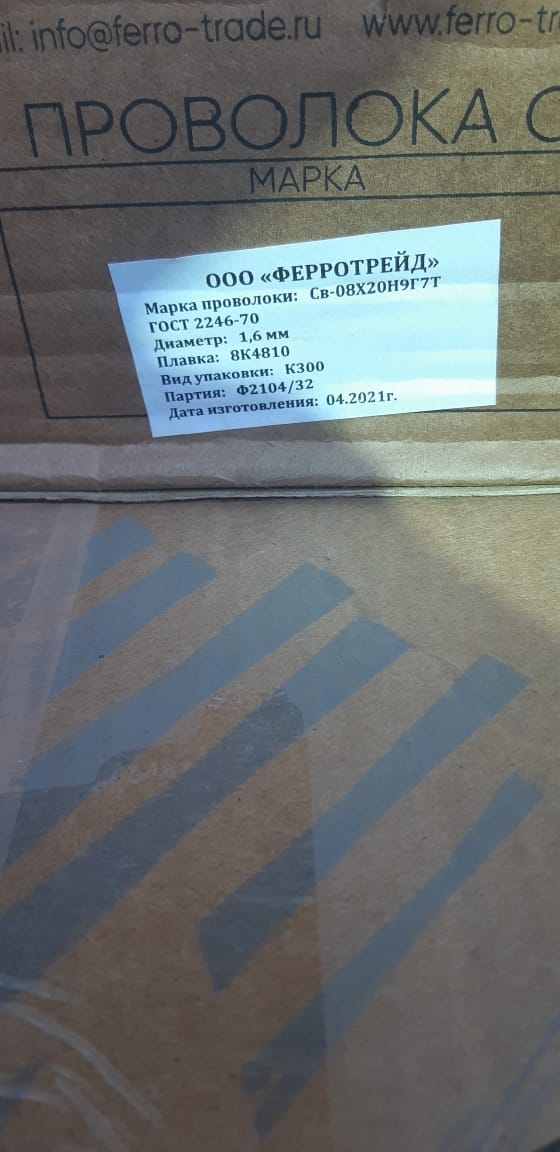 info@ferro-trade.ru www.ferro-tr
ПРОВОЛОКА С
МАРКА
ООО «ФЕРРОТРЕЙД»
Марка проволоки: Св-08Х20Н9Г7Т
ГОСТ 2246-70
Диаметр: 1,6 мм
Плавка: 8К4810
Вид упаковки: К300
Партия: Ф2104/32
Дата изготовления: 04.2021г.